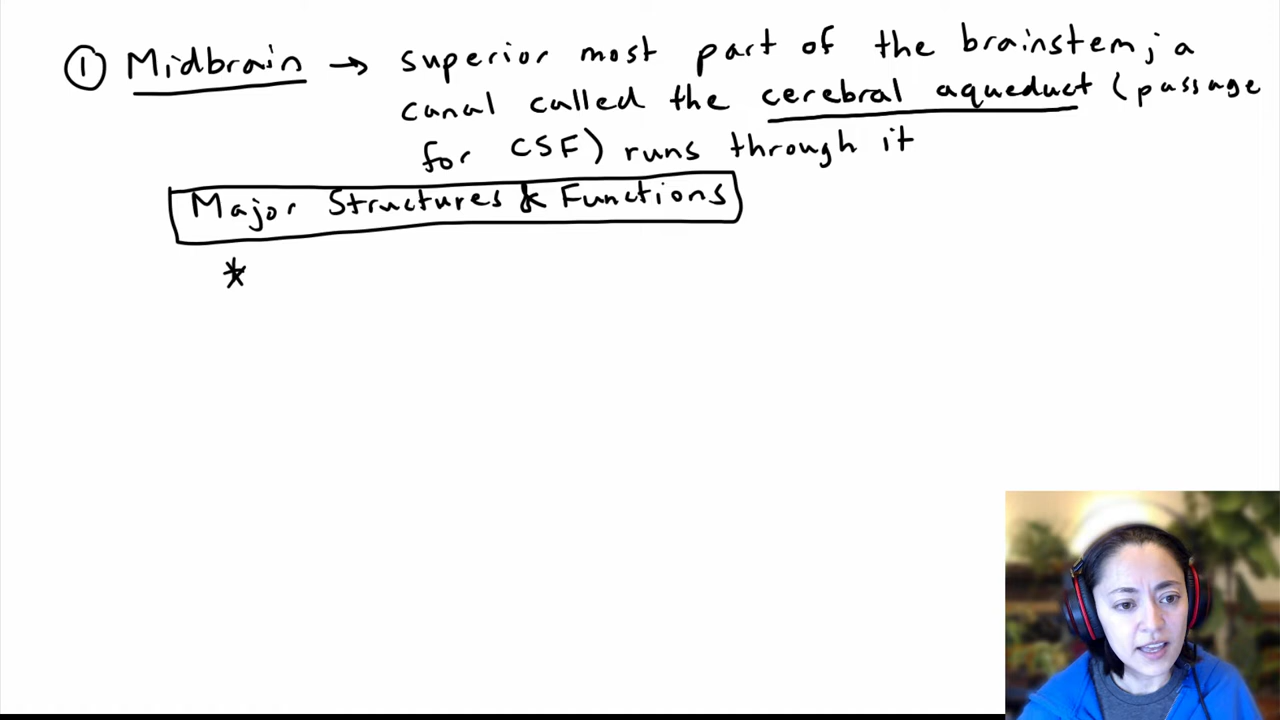 ① Midbrain → superior most part of the brainstem; a
canal called the cerebral aqueduct (passage
for CSF) runs through it
Major Structures & Functions
*